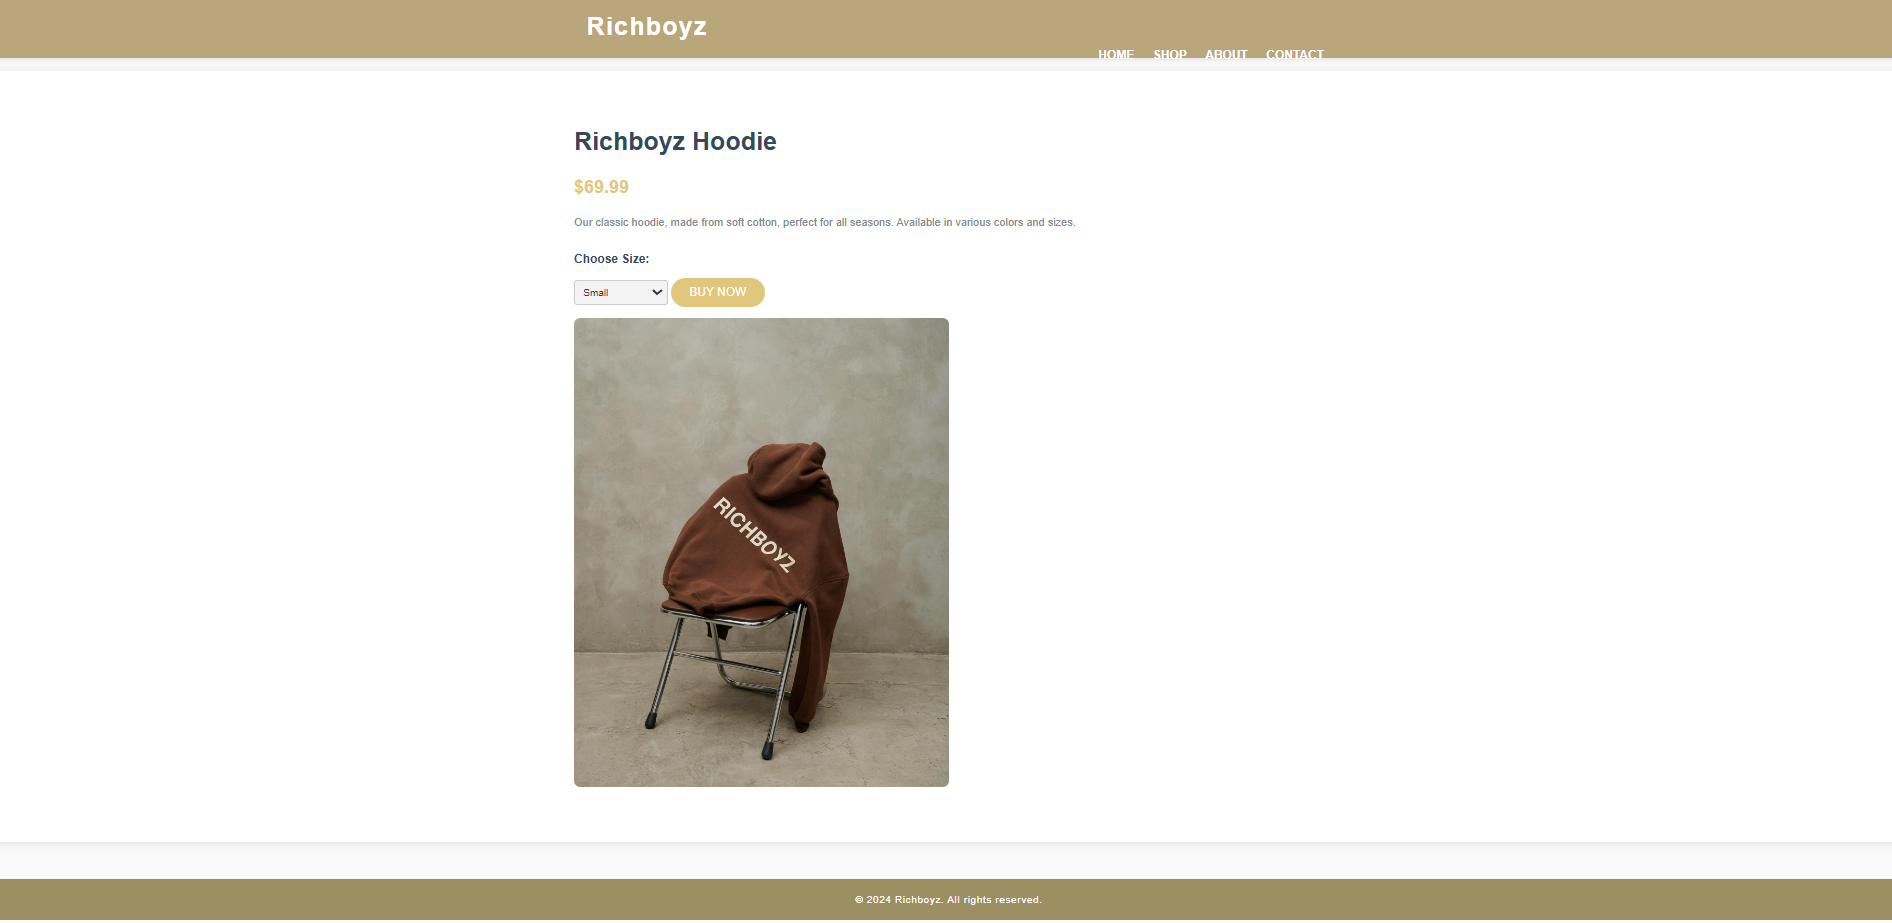 Richboyz
HOME SHOP ABOUT CONTACT
Richboyz Hoodie
$69.99
Our classic hoodie, made from soft cotton, perfect for all seasons. Available in various colors and sizes.
Choose Size:
Small BUY NOW
RICHBOYZ
© 2024 Richboyz. All rights reserved.